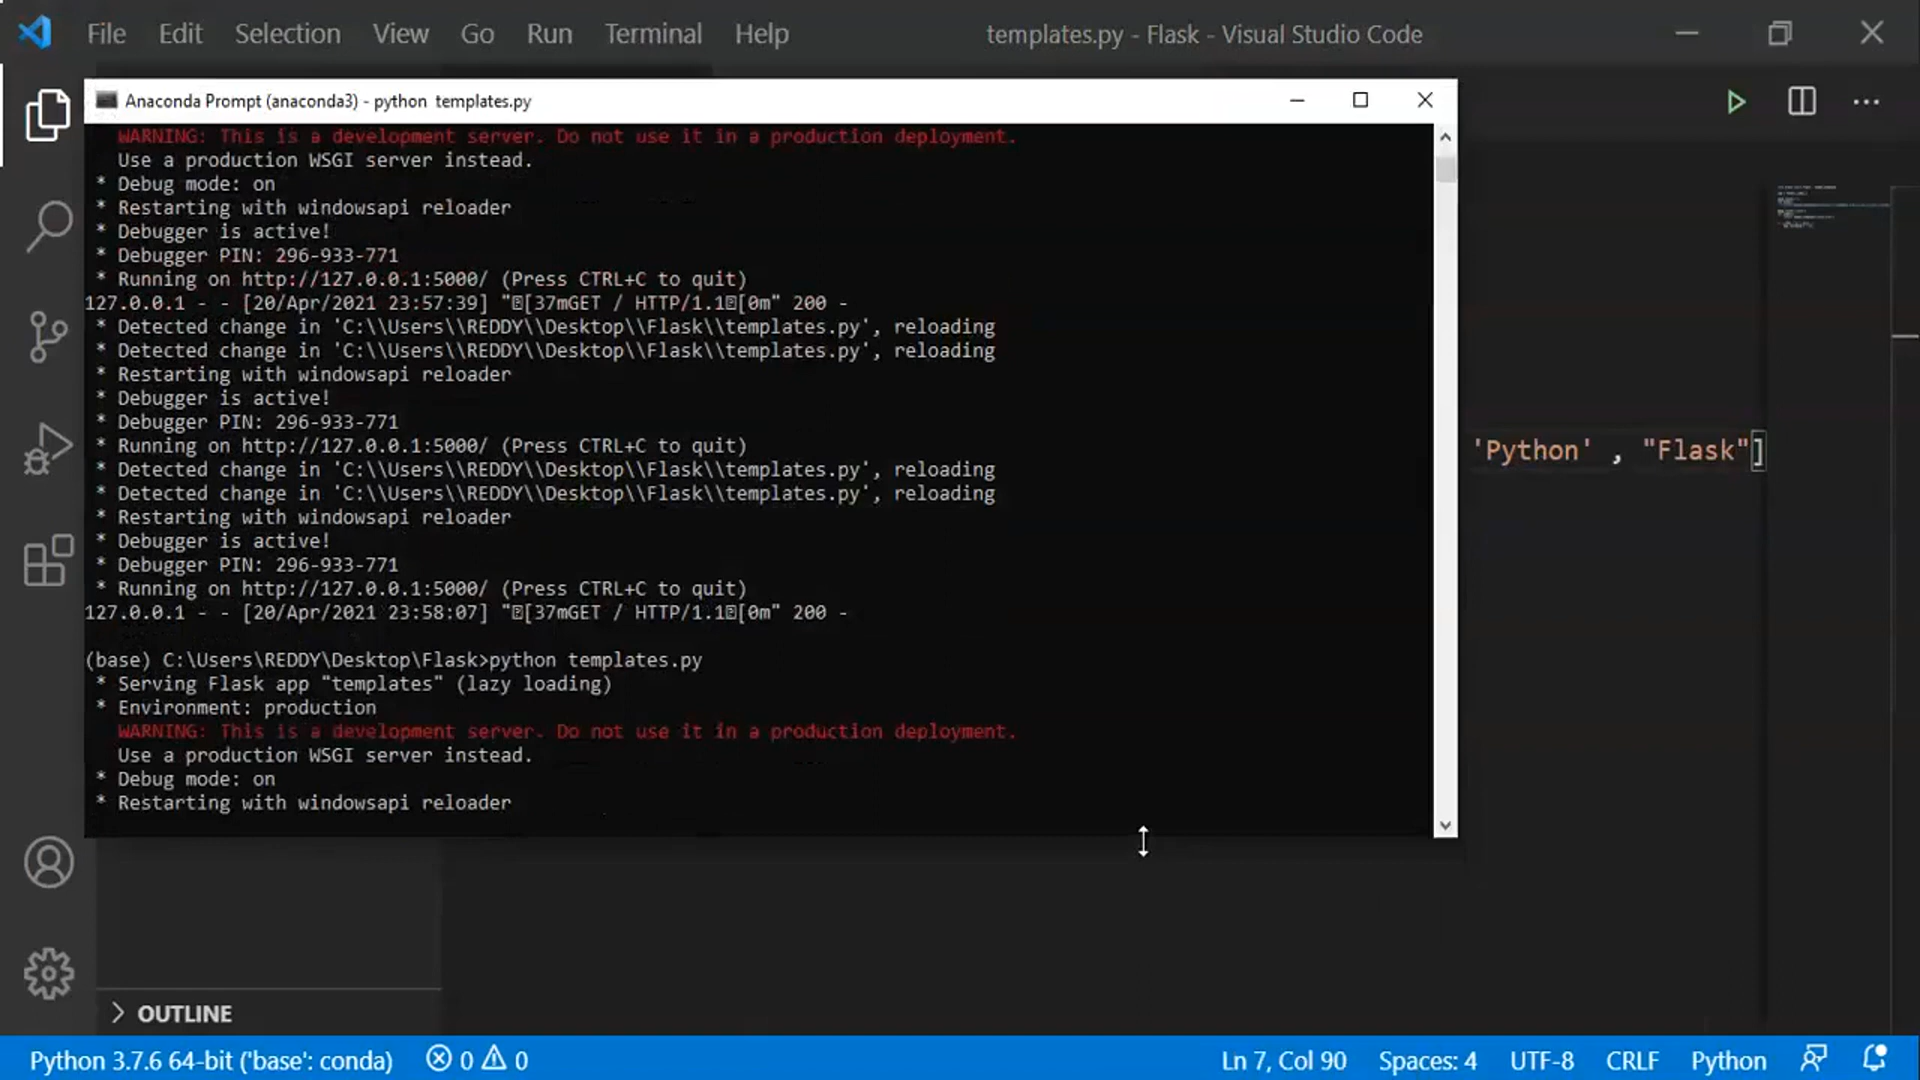 File Edit Selection View Go Run Terminal Help templates.py - Flask - Visual Studio Code
Anaconda Prompt (anaconda3) - python templates.py
WARNING: This is a development server. Do not use it in a production deployment.
Use a production WSGI server instead.
* Debug mode: on
* Restarting with windowsapi reloader
* Debugger is active!
* Debugger PIN: 296-933-771
* Running on http://127.0.0.1:5000/ (Press CTRL+C to quit)
127.0.0.1 - - [20/Apr/2021 23:57:39] "[37mGET / HTTP/1.1[0m" 200 -
* Detected change in 'C:\\Users\\REDDY\\Desktop\\Flask\\templates.py', reloading
* Detected change in 'C:\\Users\\REDDY\\Desktop\\Flask\\templates.py', reloading
* Restarting with windowsapi reloader
* Debugger is active!
* Debugger PIN: 296-933-771
* Running on http://127.0.0.1:5000/ (Press CTRL+C to quit)
* Detected change in 'C:\\Users\\REDDY\\Desktop\\Flask\\templates.py', reloading
* Detected change in 'C:\\Users\\REDDY\\Desktop\\Flask\\templates.py', reloading
* Restarting with windowsapi reloader
* Debugger is active!
* Debugger PIN: 296-933-771
* Running on http://127.0.0.1:5000/ (Press CTRL+C to quit)
127.0.0.1 - - [20/Apr/2021 23:58:07] "[37mGET / HTTP/1.1[0m" 200 -
(base) C:\Users\REDDY\Desktop\Flask>python templates.py
* Serving Flask app "templates" (lazy loading)
* Environment: production
WARNING: This is a development server. Do not use it in a production deployment.
Use a production WSGI server instead.
* Debug mode: on
* Restarting with windowsapi reloader
'Python' , "Flask"]
OUTLINE
Python 3.7.6 64-bit ('base': conda) 0 0 Ln 7, Col 90 Spaces: 4 UTF-8 CRLF Python